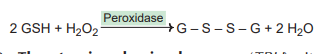 Peroxidase
2 GSH + H₂O₂ ⟶ G – S – S – G + 2 H₂O